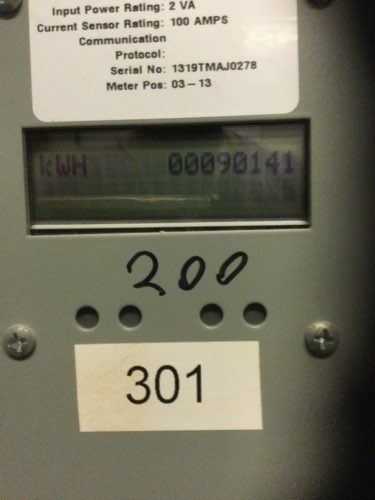 Input Power Rating: 2 VA
Current Sensor Rating: 100 AMPS
Communication
Protocol:
Serial No: 1319TMAJ0278
Meter Pos: 03-13
kWH 00090141
200
301